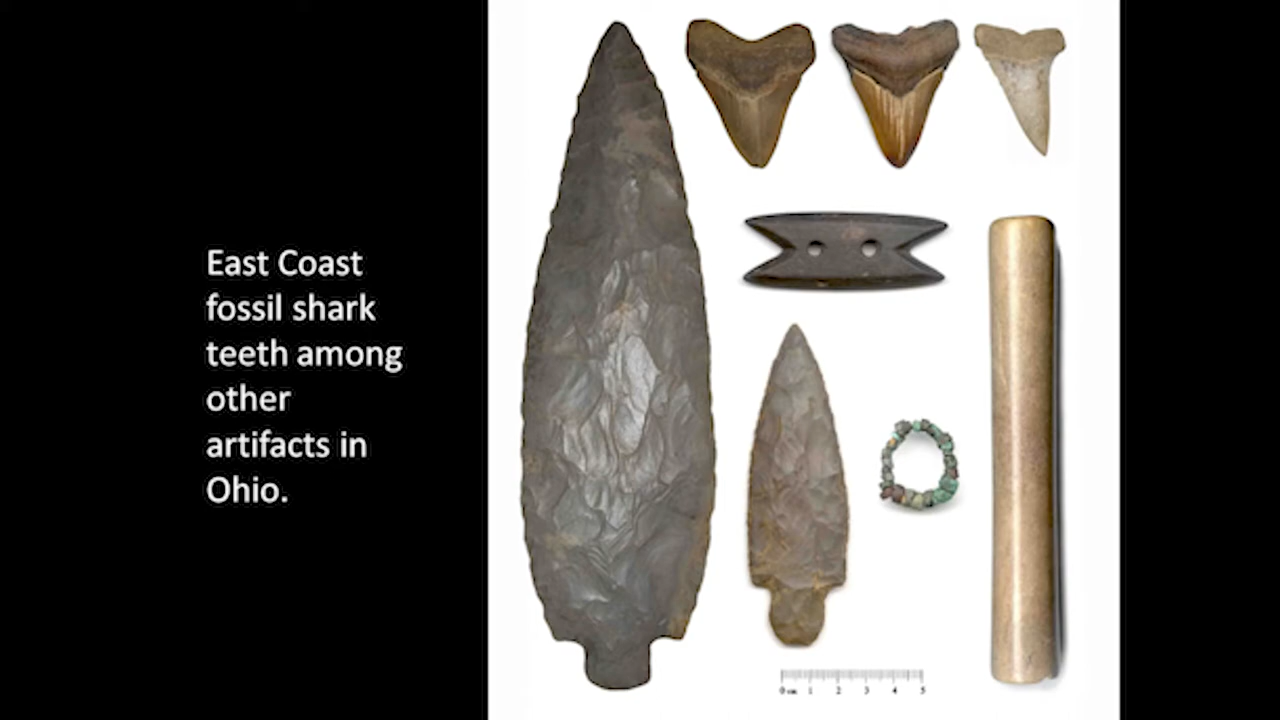 East Coast
fossil shark
teeth among
other
artifacts in
Ohio.
0 cm 1 2 3 4 5